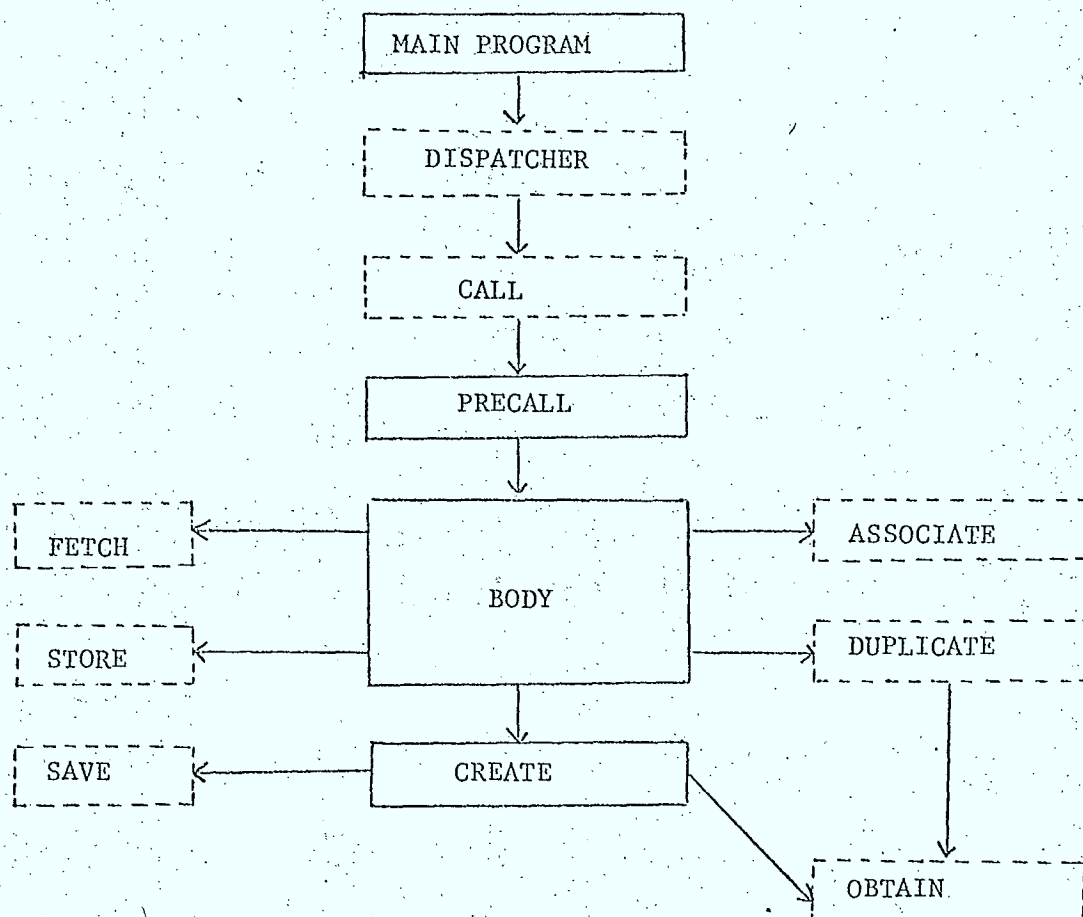 MAIN PROGRAM
DISPATCHER
CALL
PRECALL
FETCH
BODY
ASSOCIATE
STORE
DUPLICATE
SAVE
CREATE
OBTAIN